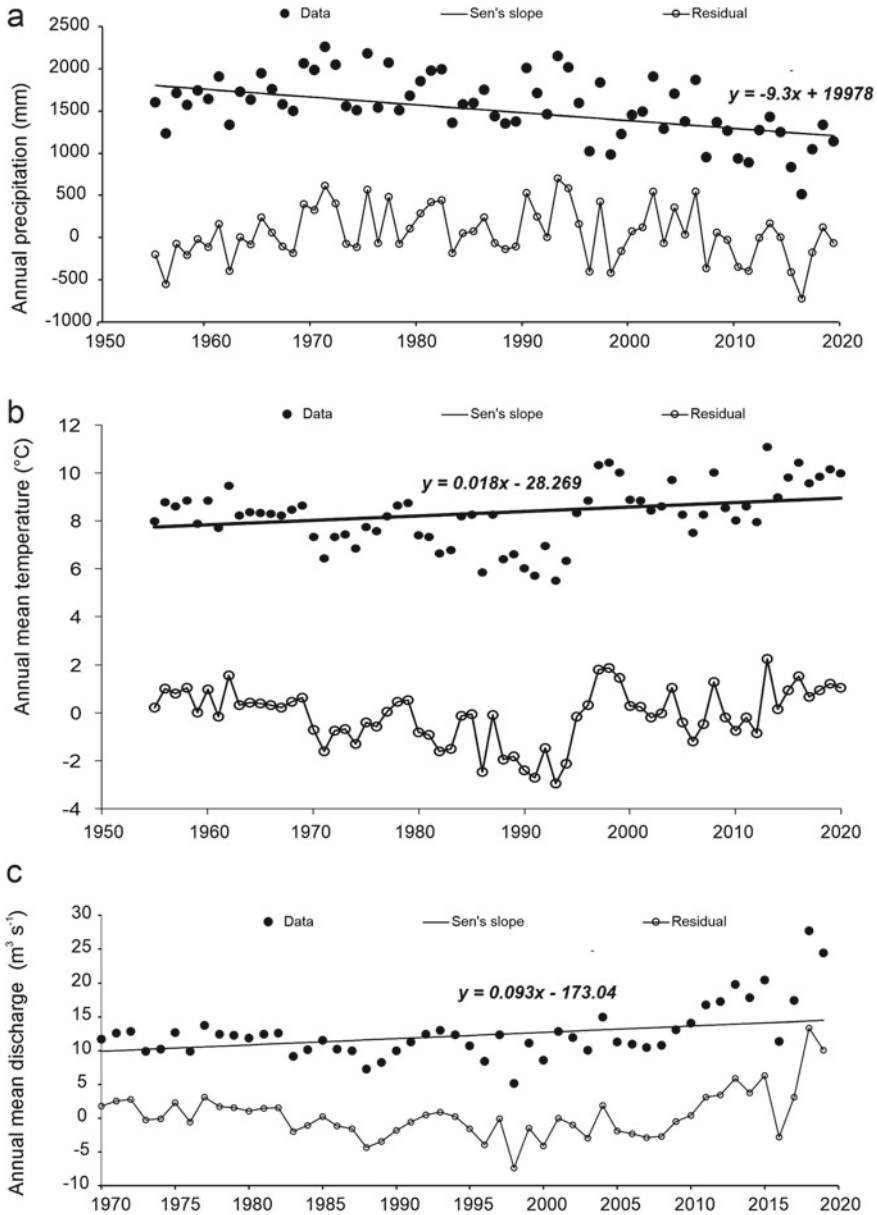 a
Data Sen's slope Residual
Annual precipitation (mm)
2500
2000
1500
1000
500
0
-500
-1000
y = -9.3x + 19978
1950 1960 1970 1980 1990 2000 2010 2020
b
Data Sen's slope Residual
Annual mean temperature (°C)
12
10
8
6
4
2
0
-2
-4
y = 0.018x - 28.269
1950 1960 1970 1980 1990 2000 2010 2020
c
Data Sen's slope Residual
Annual mean discharge (m³ s⁻¹)
30
25
20
15
10
5
0
-5
-10
y = 0.093x - 173.04
1970 1975 1980 1985 1990 1995 2000 2005 2010 2015 2020